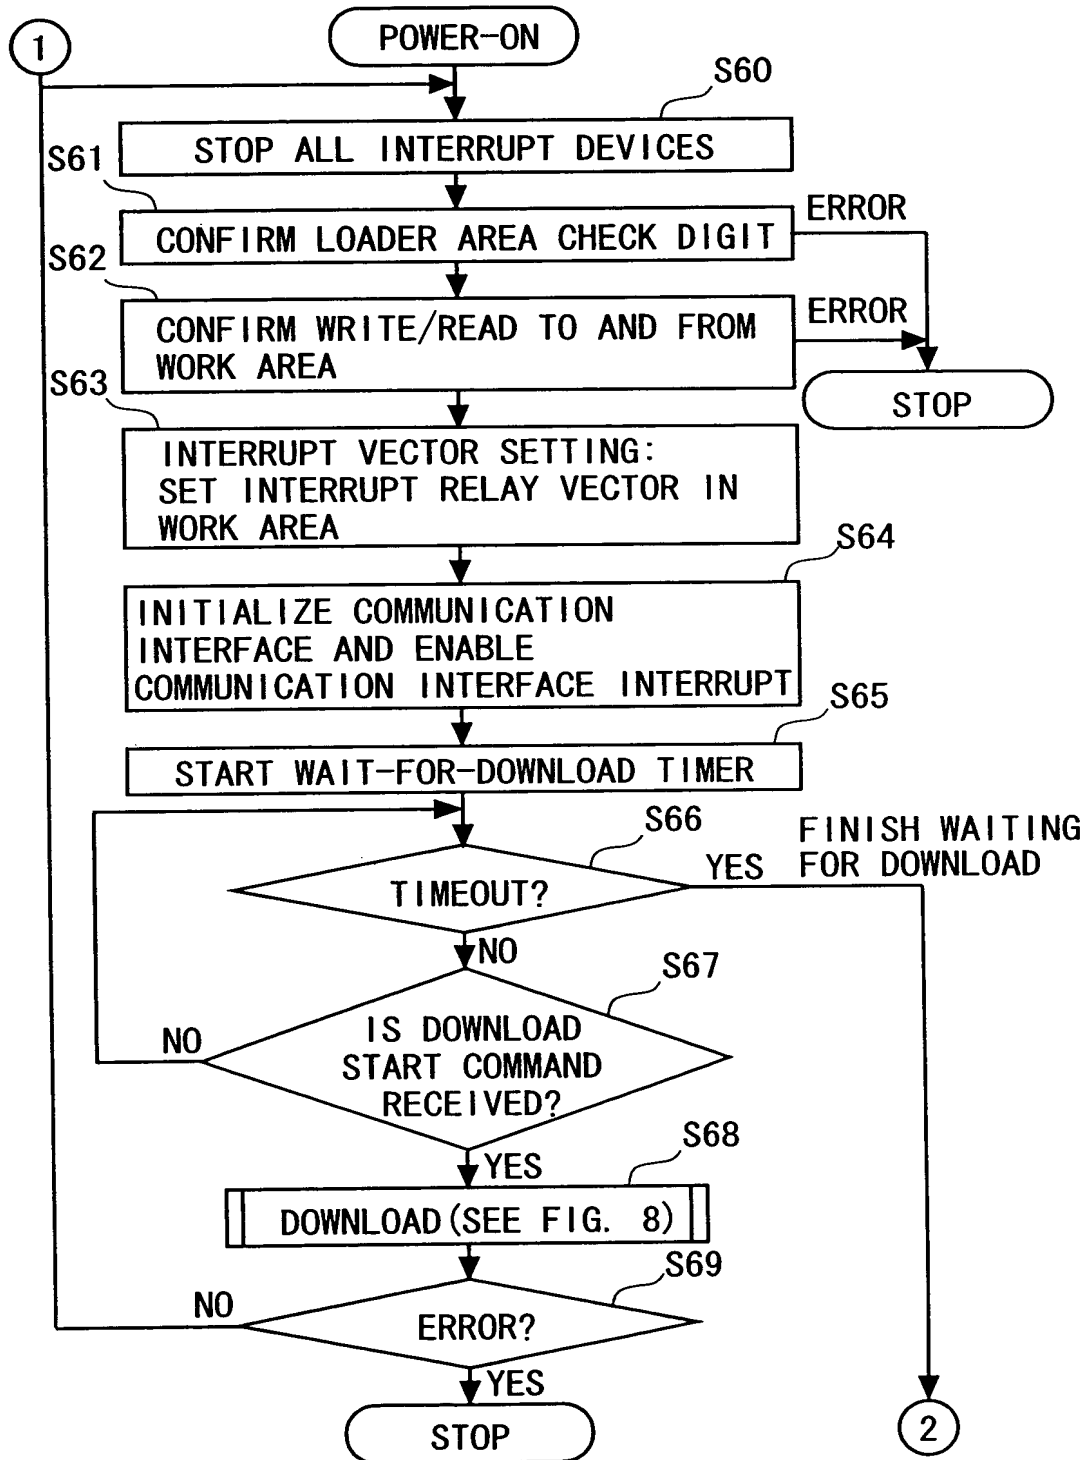 1
POWER-ON
S60
STOP ALL INTERRUPT DEVICES
S61
CONFIRM LOADER AREA CHECK DIGIT
ERROR
S62
CONFIRM WRITE/READ TO AND FROM
WORK AREA
ERROR
STOP
S63
INTERRUPT VECTOR SETTING:
SET INTERRUPT RELAY VECTOR IN
WORK AREA
S64
INITIALIZE COMMUNICATION
INTERFACE AND ENABLE
COMMUNICATION INTERFACE INTERRUPT
S65
START WAIT-FOR-DOWNLOAD TIMER
S66
TIMEOUT?
YES
FINISH WAITING
FOR DOWNLOAD
NO
S67
IS DOWNLOAD
START COMMAND
RECEIVED?
NO
YES
S68
DOWNLOAD(SEE FIG. 8)
S69
ERROR?
NO
YES
STOP
2